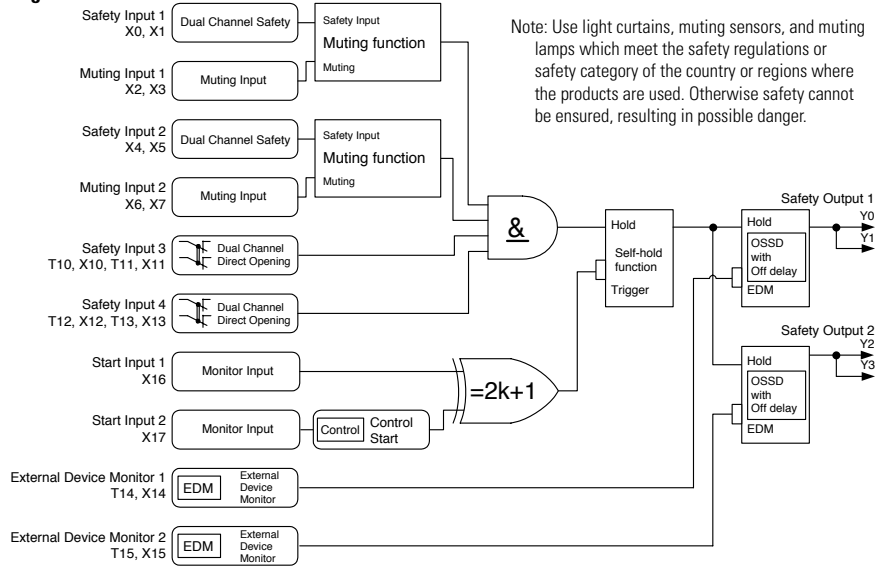 Safety Input 1
X0, X1
Dual Channel Safety
Safety Input
Muting function
Muting
Muting Input 1
X2, X3
Muting Input
Note: Use light curtains, muting sensors, and muting
lamps which meet the safety regulations or
safety category of the country or regions where
the products are used. Otherwise safety cannot
be ensured, resulting in possible danger.
Safety Input 2
X4, X5
Dual Channel Safety
Safety Input
Muting function
Muting
Muting Input 2
X6, X7
Muting Input
Safety Input 3
T10, X10, T11, X11
Dual Channel
Direct Opening
Safety Input 4
T12, X12, T13, X13
Dual Channel
Direct Opening
&
Hold
Self-hold
function
Trigger
Safety Output 1
Y0
Y1
Hold
OSSD
with
Off delay
EDM
Safety Output 2
Y2
Y3
Hold
OSSD
with
Off delay
EDM
Start Input 1
X16
Monitor Input
=2k+1
Start Input 2
X17
Monitor Input
Control
Control
Start
External Device Monitor 1
T14, X14
EDM
External
Device
Monitor
External Device Monitor 2
T15, X15
EDM
External
Device
Monitor